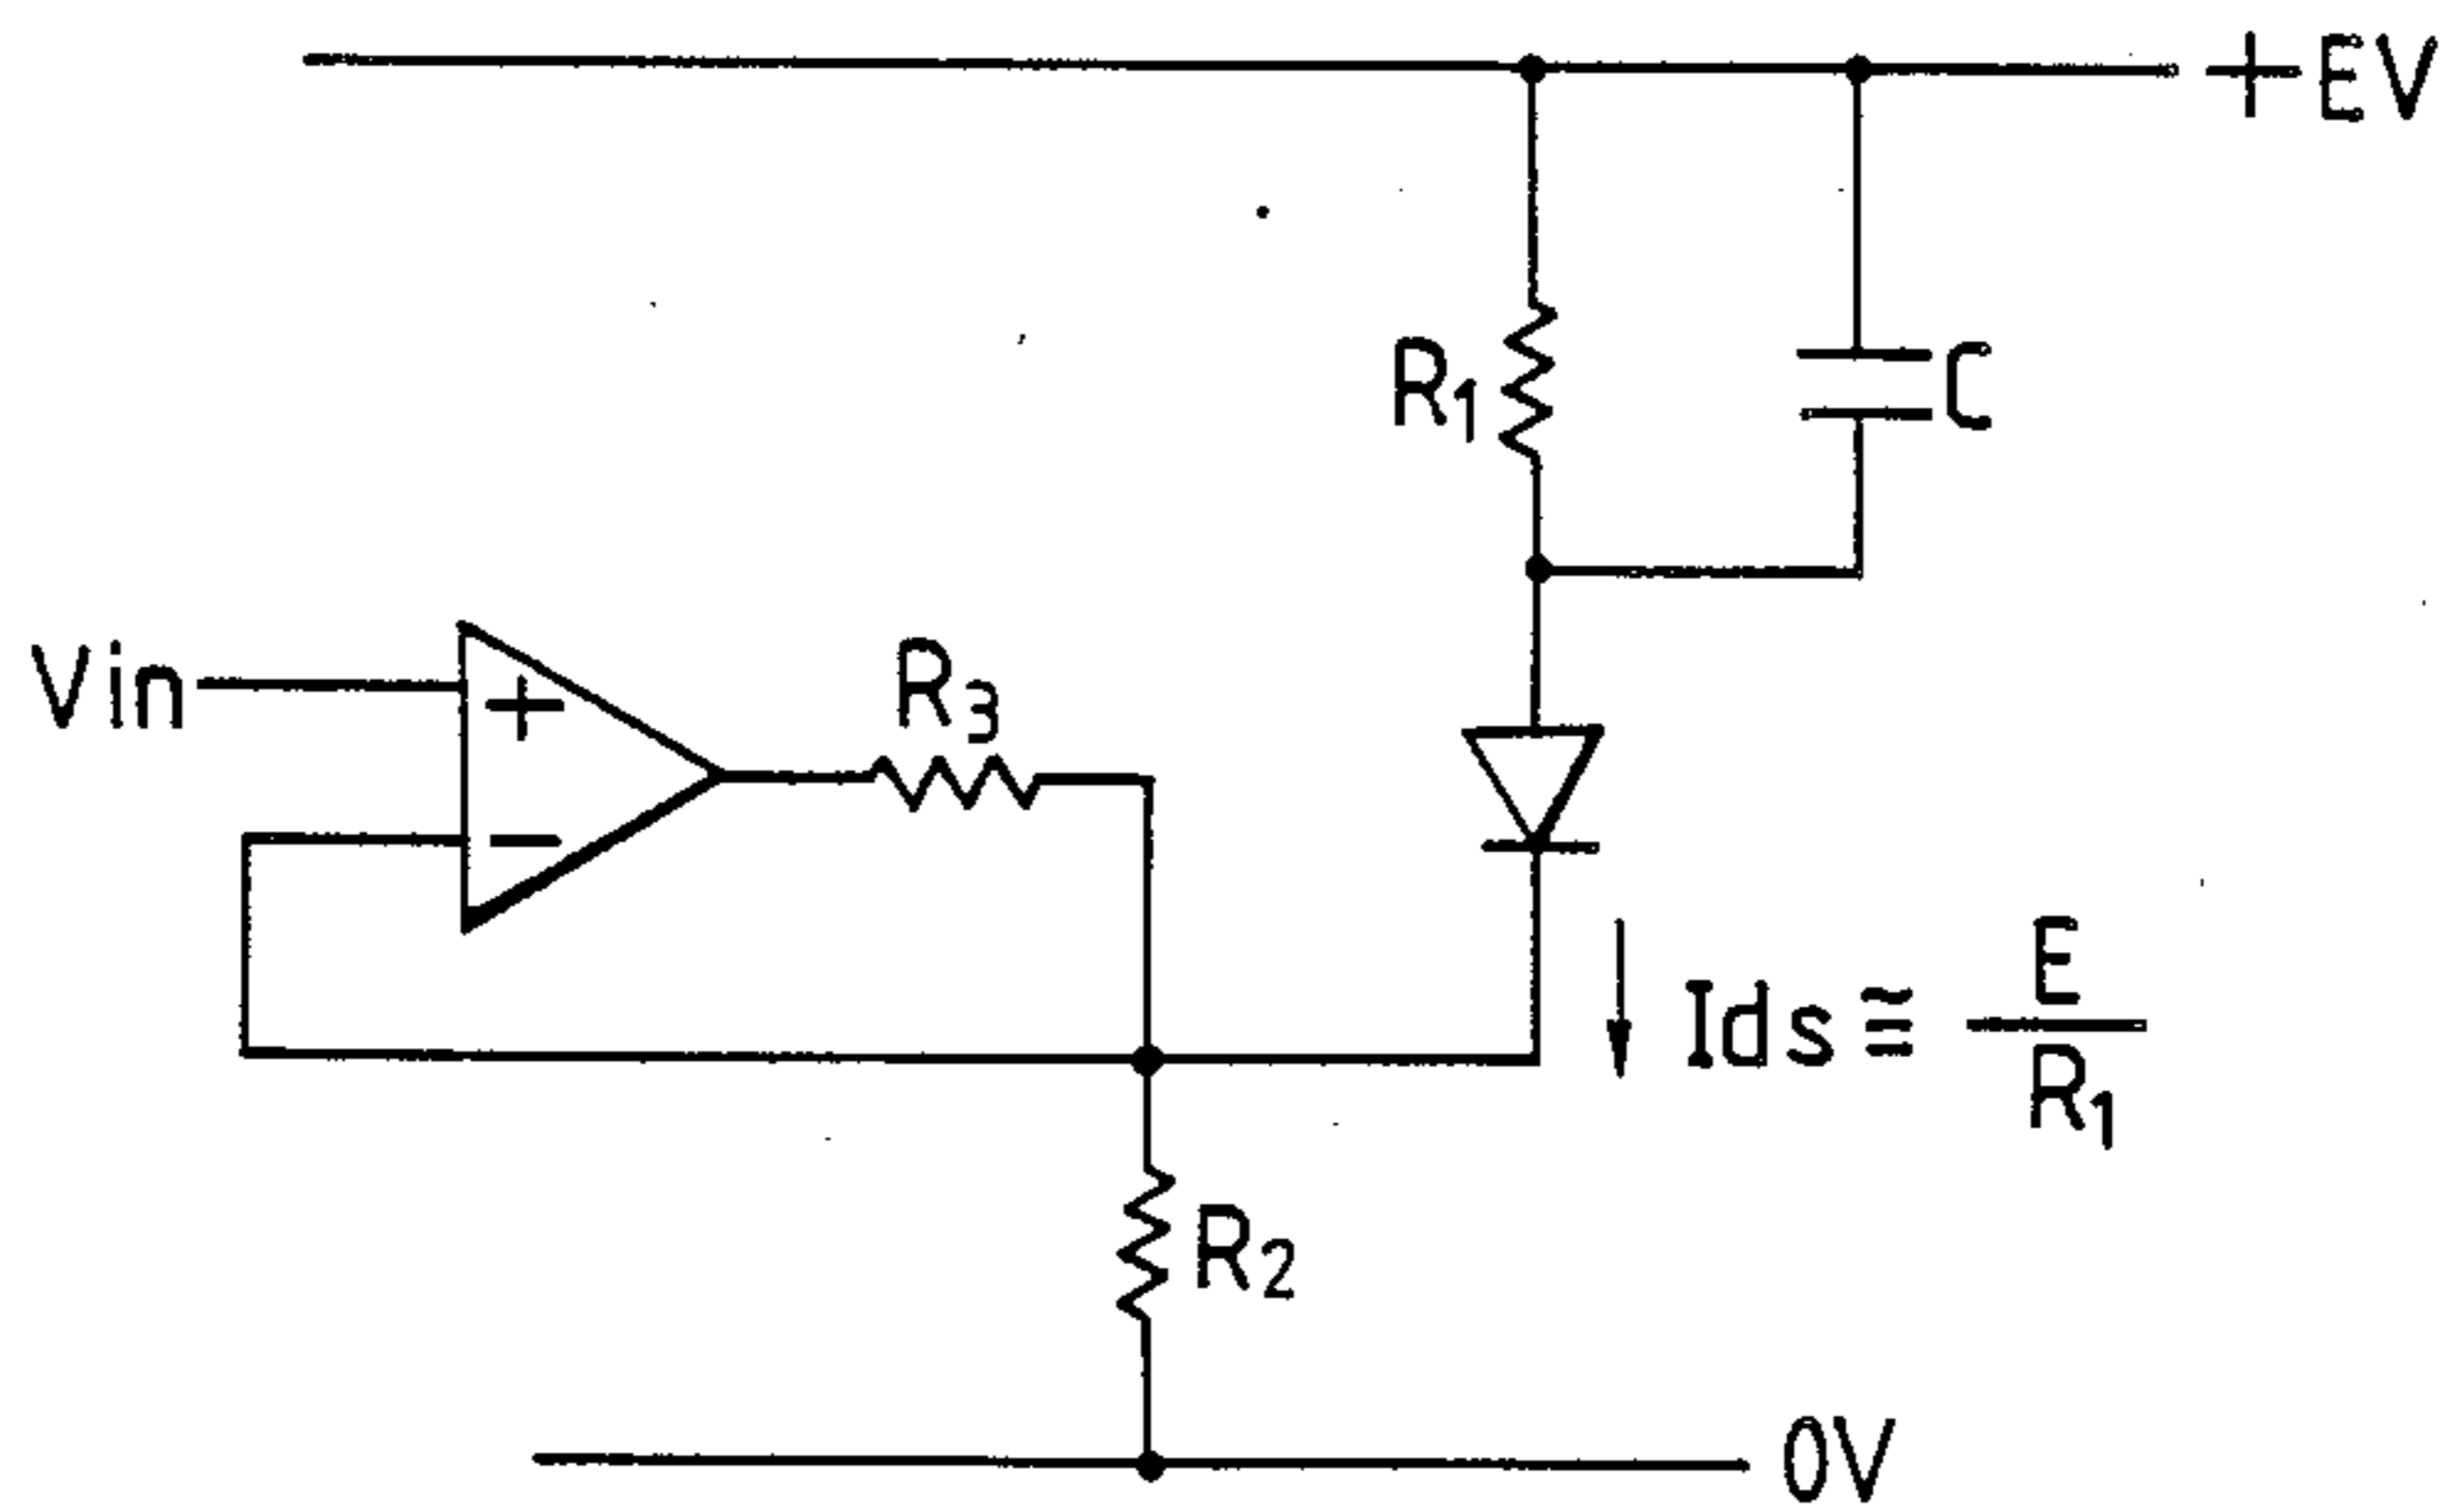 +EV
R1
C
Vin
+
R3
−
Ids ≅ E/R1
R2
0V